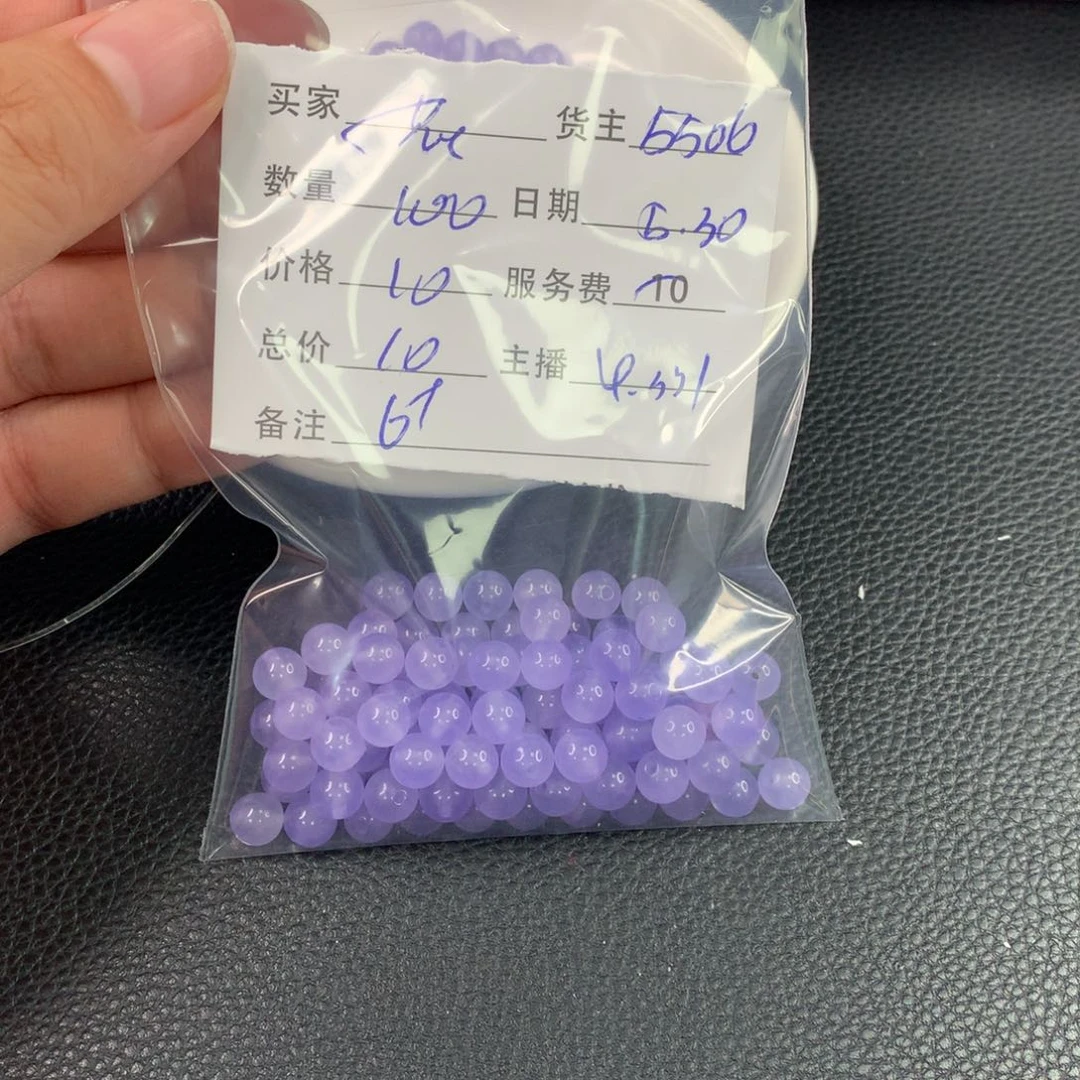 买家 货主 5506
数量 100 日期 6.30
价格 10 服务费 10
总价 10 主播
备注 61